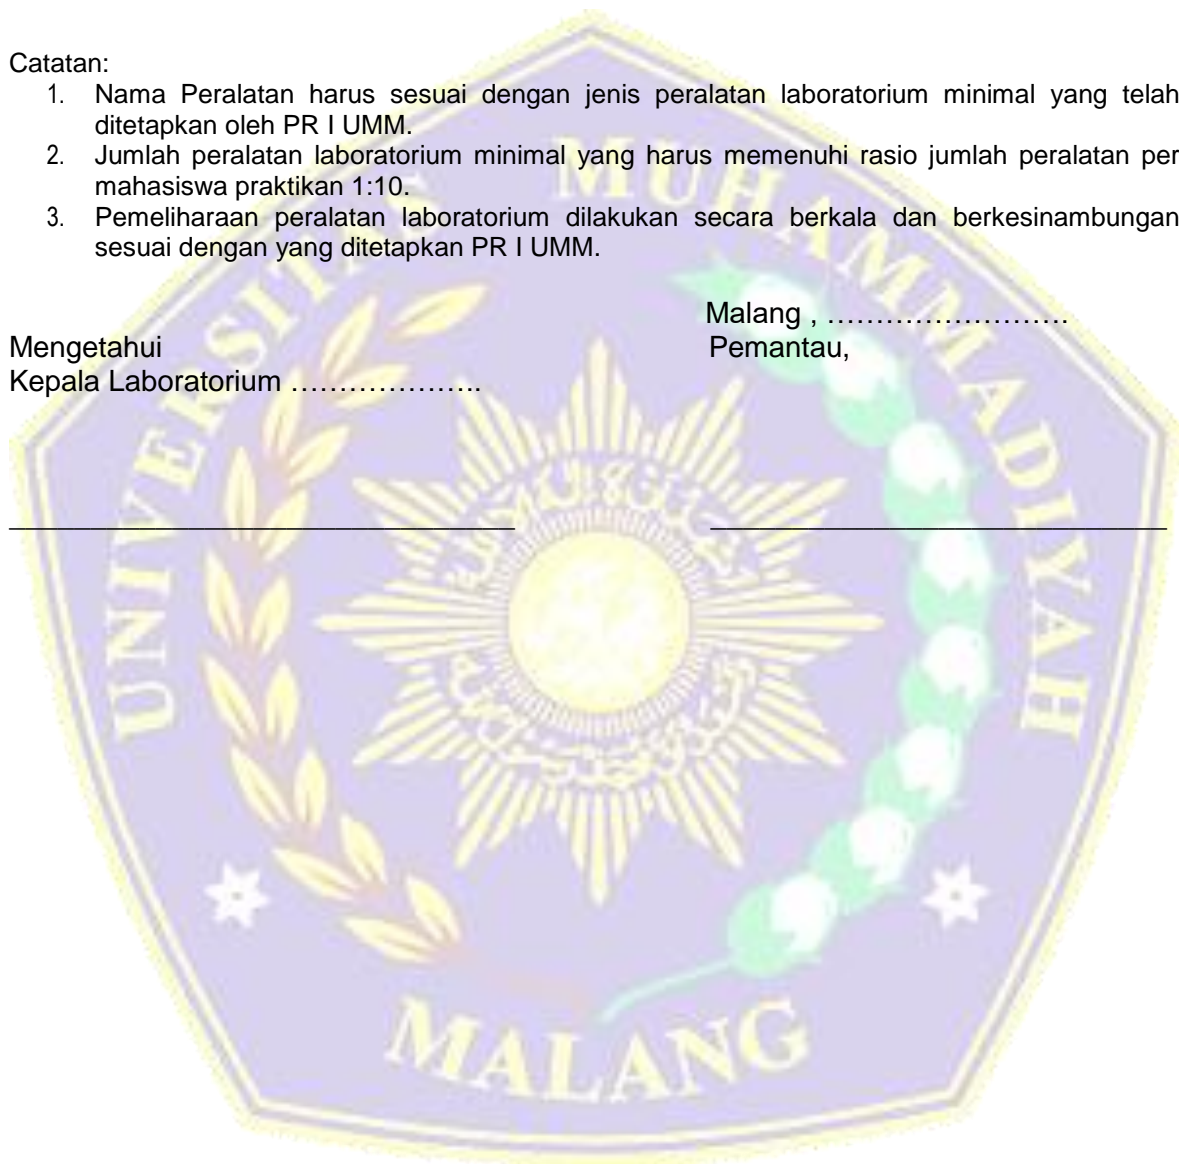 Catatan:
1. Nama Peralatan harus sesuai dengan jenis peralatan laboratorium minimal yang telah
ditetapkan oleh PR I UMM.
2. Jumlah peralatan laboratorium minimal yang harus memenuhi rasio jumlah peralatan per
mahasiswa praktikan 1:10.
3. Pemeliharaan peralatan laboratorium dilakukan secara berkala dan berkesinambungan
sesuai dengan yang ditetapkan PR I UMM.
Malang , …………………….
Mengetahui Pemantau,
Kepala Laboratorium ………………..
UNIVERSITAS MUHAMMADIYAH
MALANG